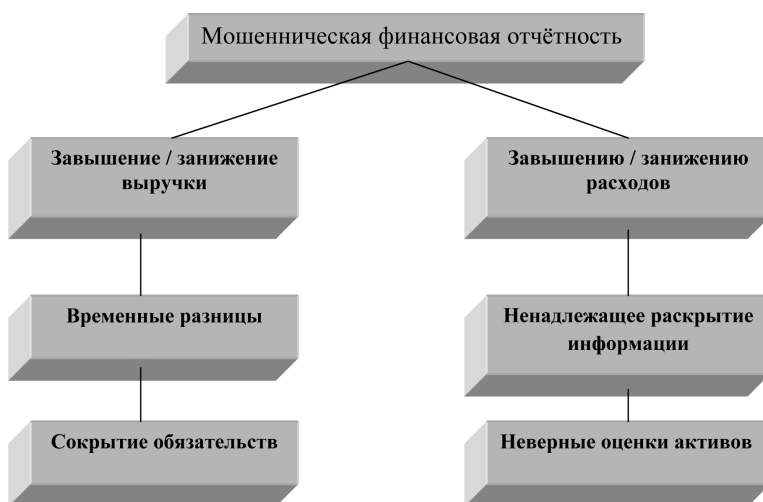 Мошенническая финансовая отчётность
Завышение / занижение
выручки
Завышению / занижению
расходов
Временные разницы
Ненадлежащее раскрытие
информации
Сокрытие обязательств
Неверные оценки активов